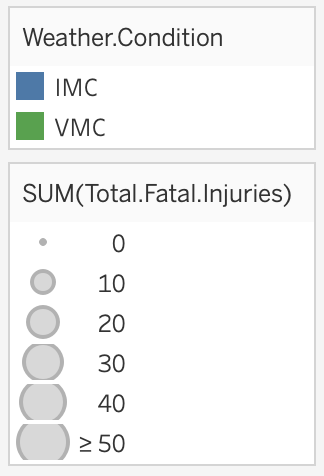 Weather.Condition
IMC
VMC
SUM(Total.Fatal.Injuries)
0
10
20
30
40
≥ 50